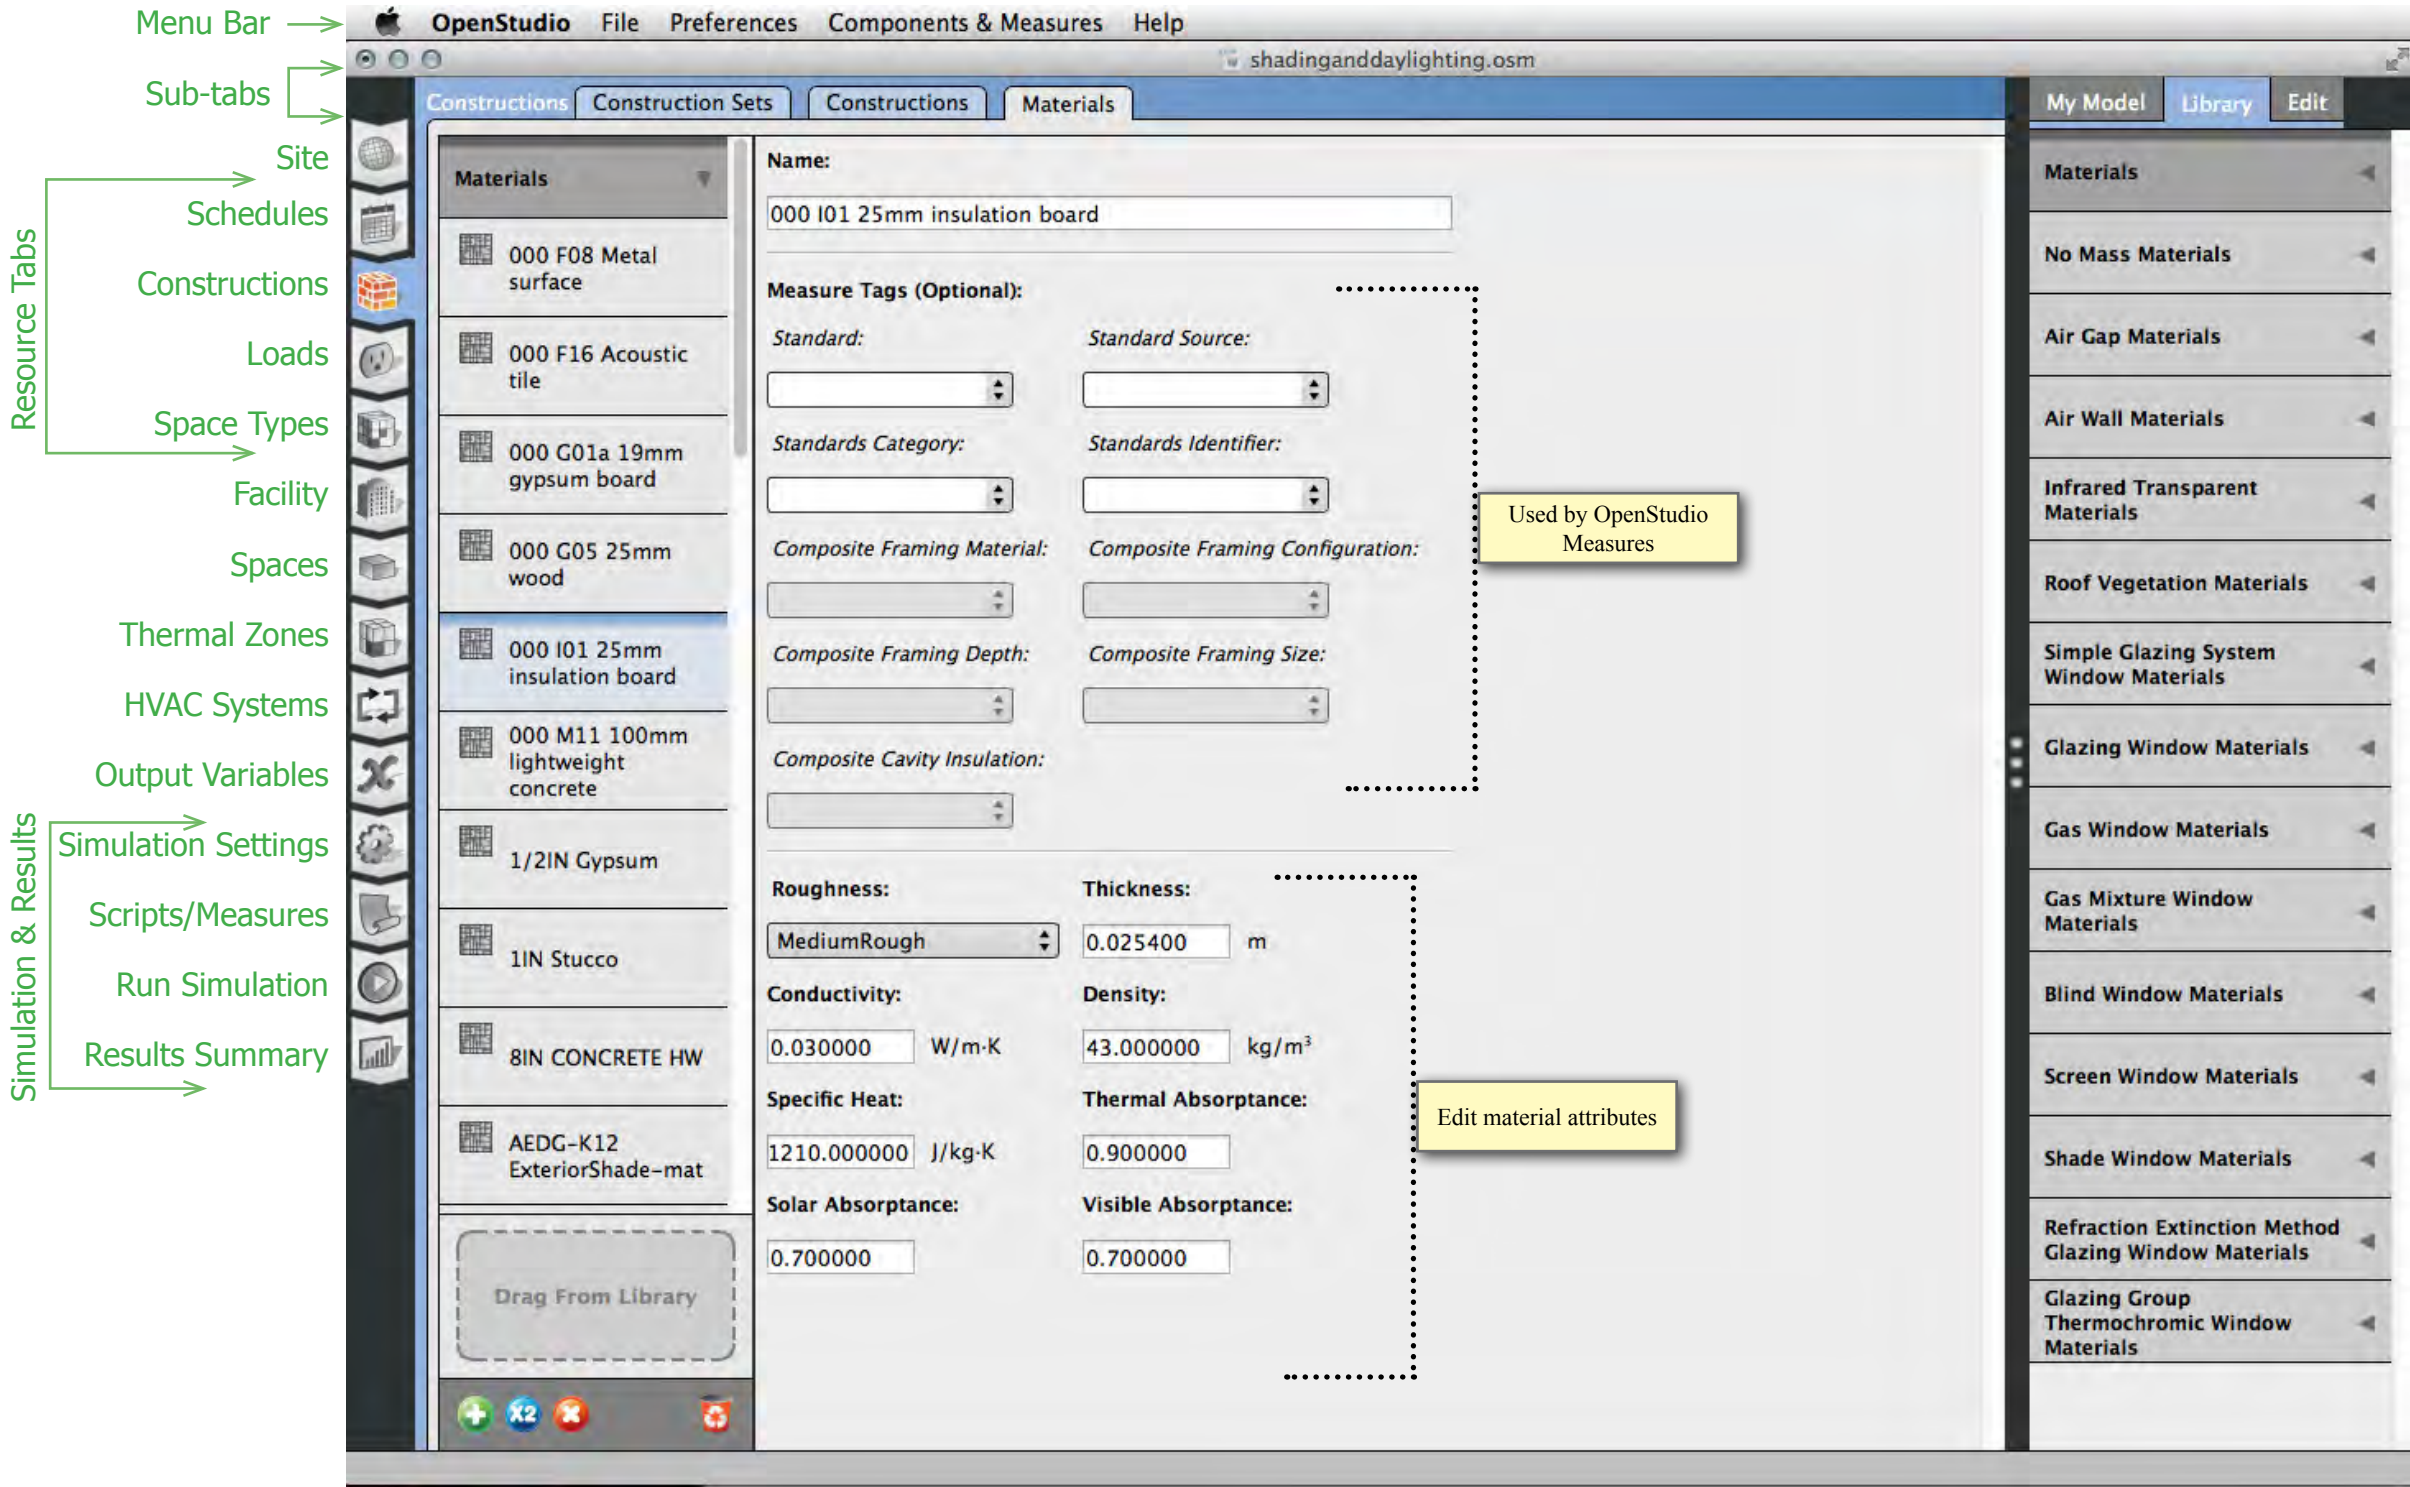 Menu Bar
OpenStudio File Preferences Components & Measures Help
shadinganddaylighting.osm
Sub-tabs
Constructions Construction Sets Constructions Materials
My Model Library Edit
Resource Tabs
Site
Schedules
Constructions
Loads
Space Types
Facility
Spaces
Thermal Zones
HVAC Systems
Output Variables
Simulation & Results
Simulation Settings
Scripts/Measures
Run Simulation
Results Summary
Materials
000 F08 Metal
surface
000 F16 Acoustic
tile
000 G01a 19mm
gypsum board
000 G05 25mm
wood
000 I01 25mm
insulation board
000 M11 100mm
lightweight
concrete
1/2IN Gypsum
1IN Stucco
8IN CONCRETE HW
AEDG-K12
ExteriorShade-mat
Drag From Library
X2
Name:
000 I01 25mm insulation board
Measure Tags (Optional):
Standard: Standard Source:
Standards Category: Standards Identifier:
Composite Framing Material: Composite Framing Configuration:
Composite Framing Depth: Composite Framing Size:
Composite Cavity Insulation:
Used by OpenStudio
Measures
Roughness: Thickness:
MediumRough 0.025400 m
Conductivity: Density:
0.030000 W/m·K 43.000000 kg/m³
Specific Heat: Thermal Absorptance:
1210.000000 J/kg·K 0.900000
Solar Absorptance: Visible Absorptance:
0.700000 0.700000
Edit material attributes
Materials
No Mass Materials
Air Gap Materials
Air Wall Materials
Infrared Transparent
Materials
Roof Vegetation Materials
Simple Glazing System
Window Materials
Glazing Window Materials
Gas Window Materials
Gas Mixture Window
Materials
Blind Window Materials
Screen Window Materials
Shade Window Materials
Refraction Extinction Method
Glazing Window Materials
Glazing Group
Thermochromic Window
Materials